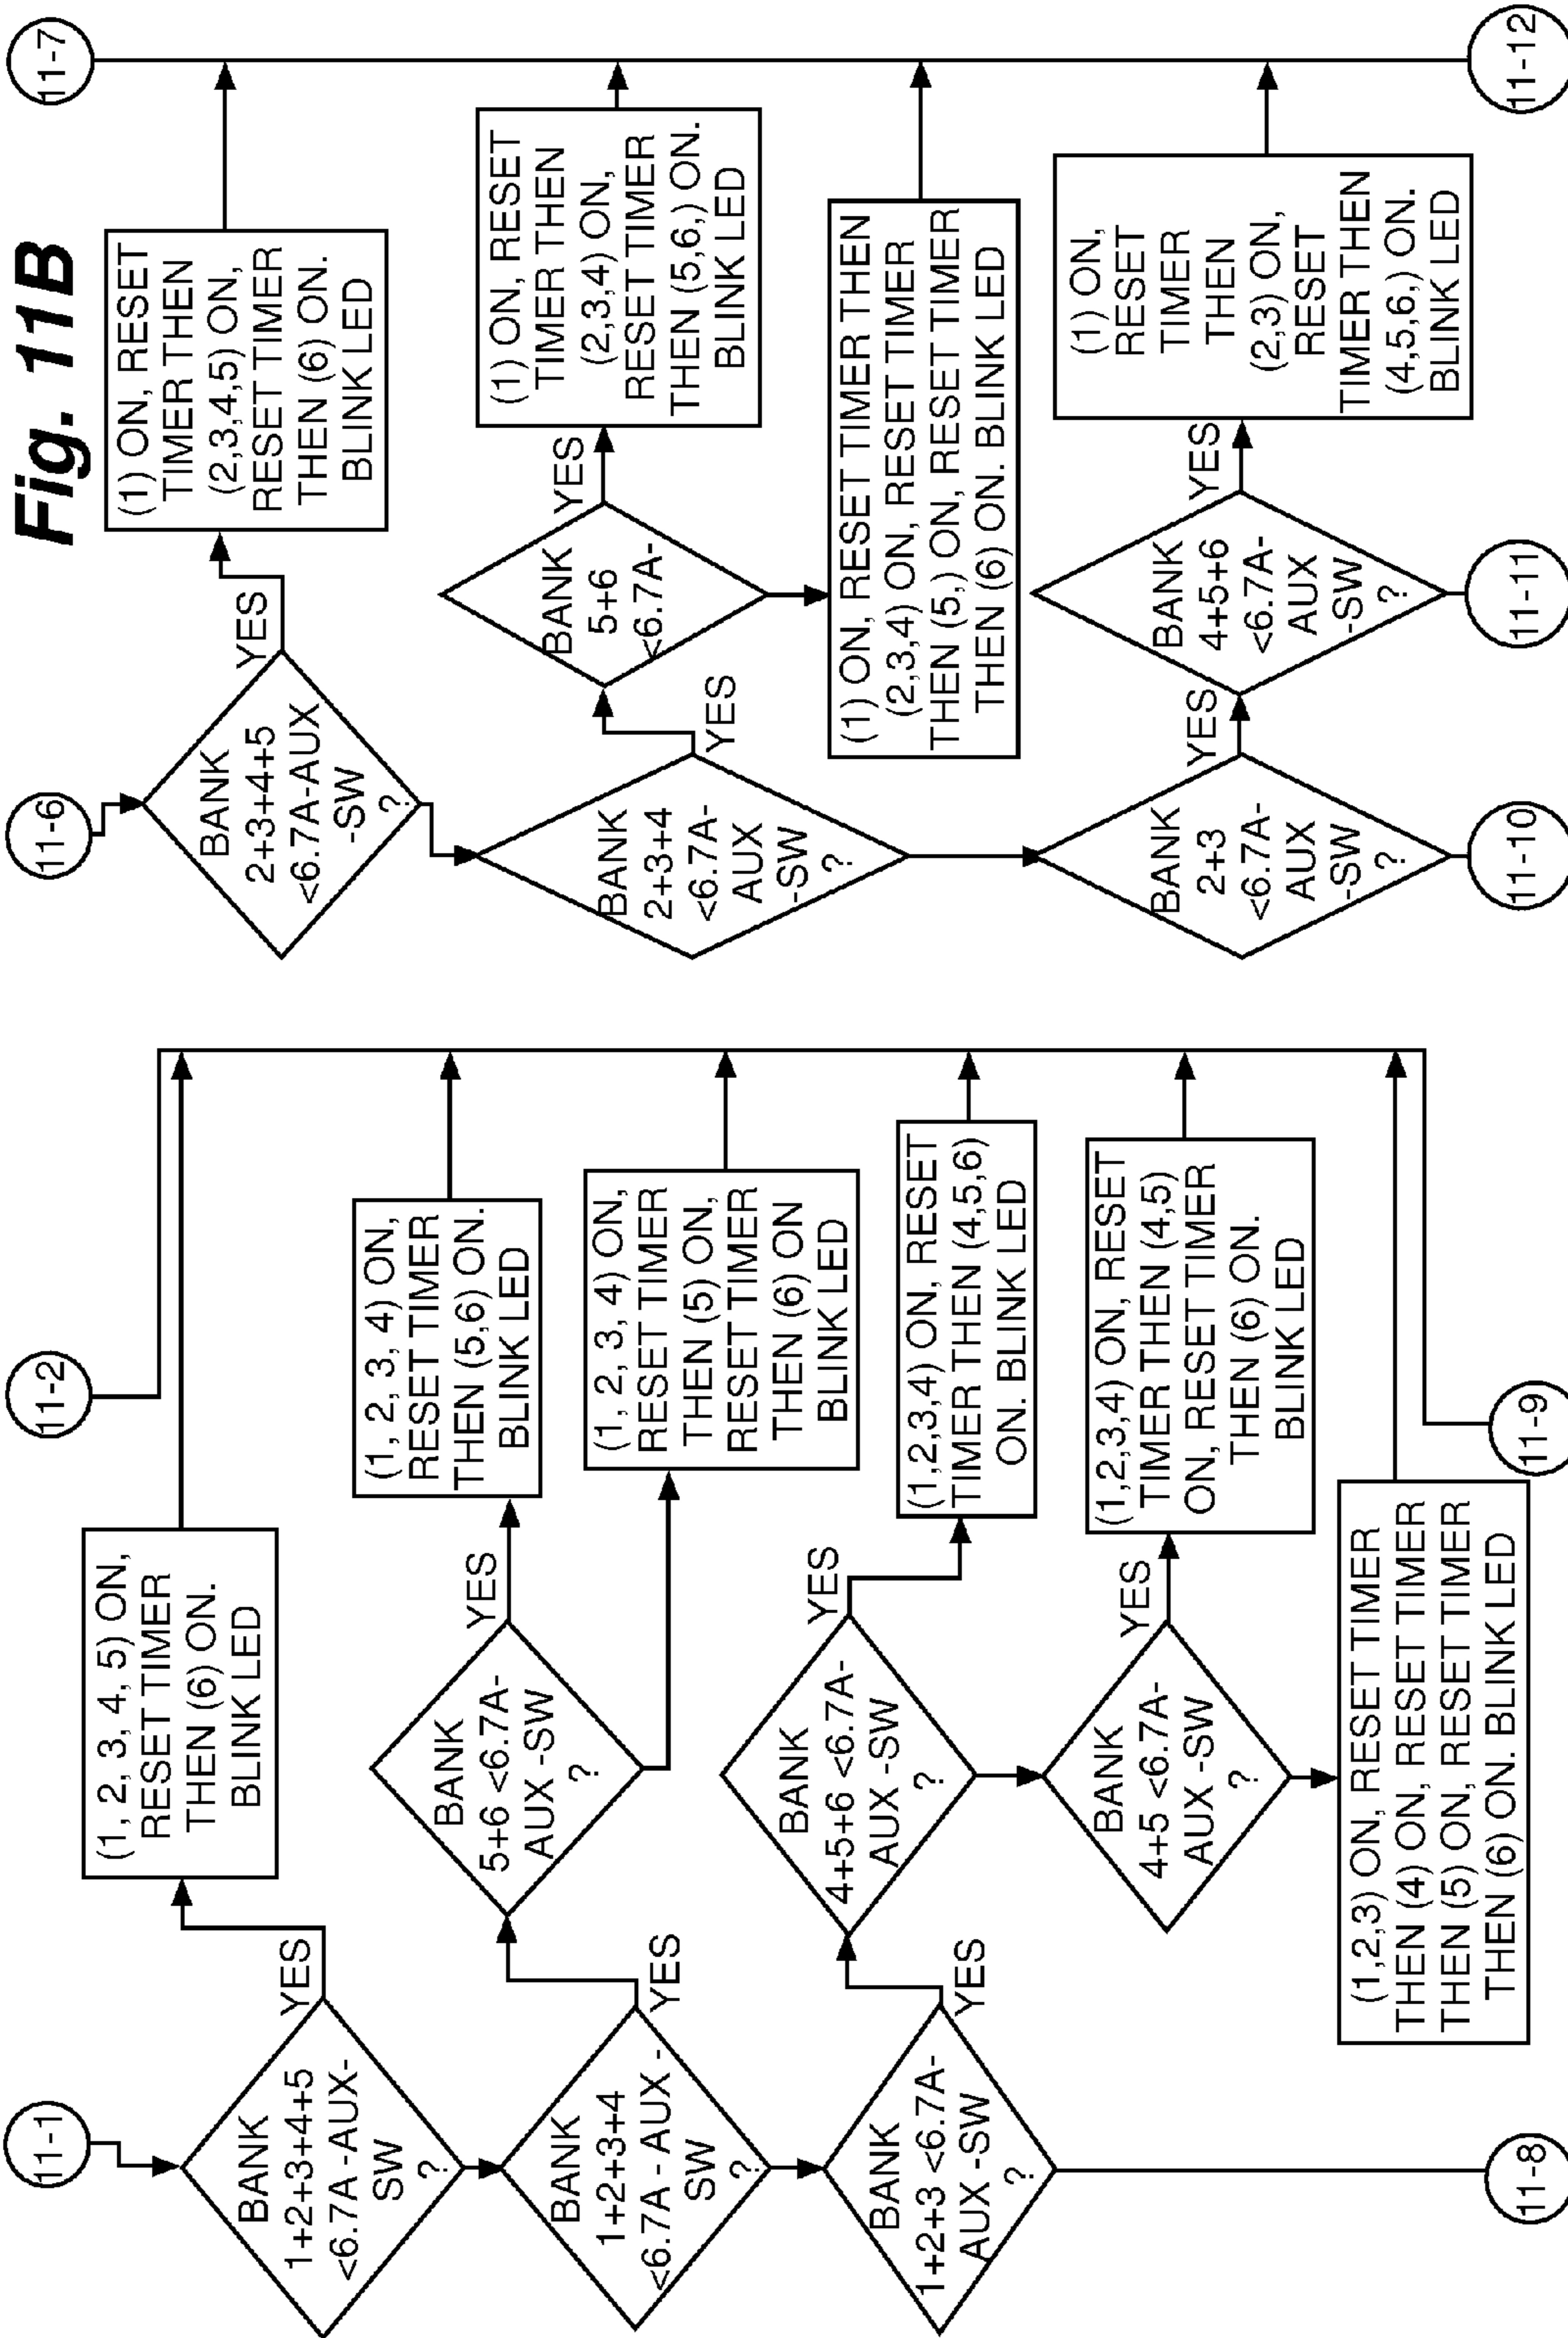 Fig. 11B
11-1
BANK
1+2+3+4+5
<6.7A - AUX-
SW
?
YES
(1, 2, 3, 4, 5) ON,
RESET TIMER
THEN (6) ON.
BLINK LED
11-2
BANK
1+2+3+4
<6.7A - AUX -
SW
?
YES
BANK
5+6 <6.7A-
AUX -SW
?
YES
(1, 2, 3, 4) ON,
RESET TIMER
THEN (5,6) ON.
BLINK LED
(1, 2, 3, 4) ON,
RESET TIMER
THEN (5) ON,
RESET TIMER
THEN (6) ON
BLINK LED
BANK
1+2+3 <6.7A-
AUX -SW
?
YES
BANK
4+5+6 <6.7A-
AUX -SW
?
YES
(1,2,3,4) ON, RESET
TIMER THEN (4,5,6)
ON. BLINK LED
BANK
4+5 <6.7A-
AUX -SW
?
YES
(1,2,3,4) ON, RESET
TIMER THEN (4,5)
ON, RESET TIMER
THEN (6) ON.
BLINK LED
(1,2,3) ON, RESET TIMER
THEN (4) ON, RESET TIMER
THEN (5) ON, RESET TIMER
THEN (6) ON. BLINK LED
11-8
11-9
11-6
BANK
2+3+4+5
<6.7A-AUX
-SW
?
YES
(1) ON, RESET
TIMER THEN
(2,3,4,5) ON,
RESET TIMER
THEN (6) ON.
BLINK LED
11-7
BANK
2+3+4
<6.7A-
AUX
-SW
?
YES
BANK
5+6
<6.7A-
YES
(1) ON, RESET
TIMER THEN
(2,3,4) ON,
RESET TIMER
THEN (5,6,) ON.
BLINK LED
(1) ON, RESET TIMER THEN
(2,3,4) ON, RESET TIMER
THEN (5,) ON, RESET TIMER
THEN (6) ON. BLINK LED
BANK
2+3
<6.7A-
AUX
-SW
?
YES
BANK
4+5+6
<6.7A-
AUX
-SW
?
YES
(1) ON,
RESET
TIMER
THEN
(2,3) ON,
RESET
TIMER THEN
(4,5,6,) ON.
BLINK LED
11-10
11-11
11-12